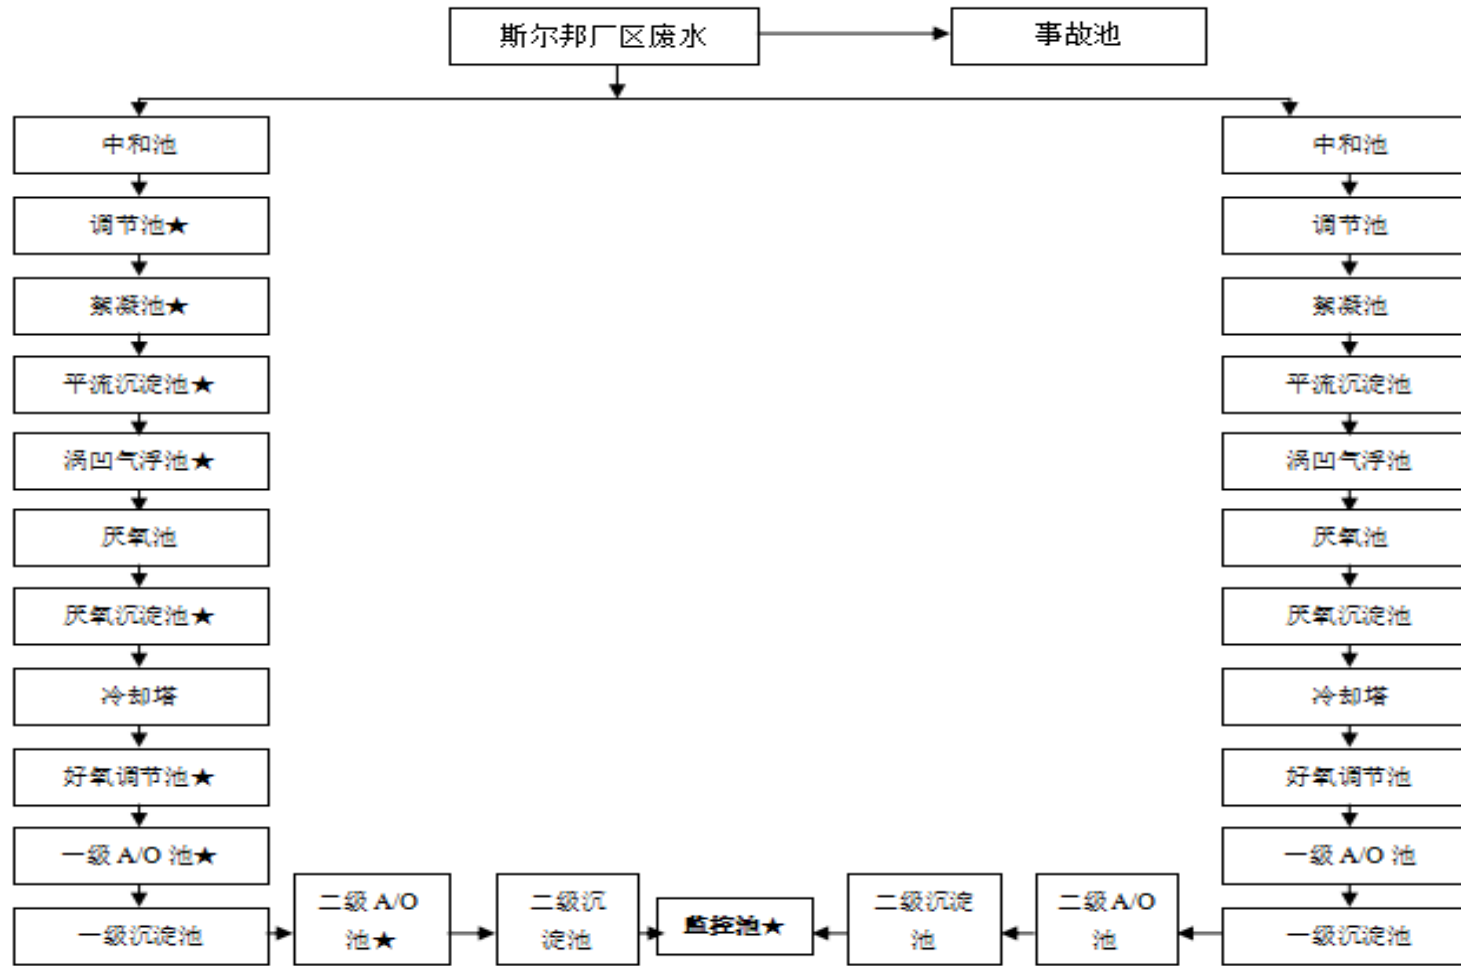 斯尔邦厂区废水
事故池
中和池
中和池
调节池★
调节池
絮凝池★
絮凝池
平流沉淀池★
平流沉淀池
涡凹气浮池★
涡凹气浮池
厌氧池
厌氧池
厌氧沉淀池★
厌氧沉淀池
冷却塔
冷却塔
好氧调节池★
好氧调节池
一级 A/O 池★
一级 A/O 池
一级沉淀池
二级 A/O
池★
二级沉
淀池
监控池★
二级沉淀
池
二级A/O
池
一级沉淀池